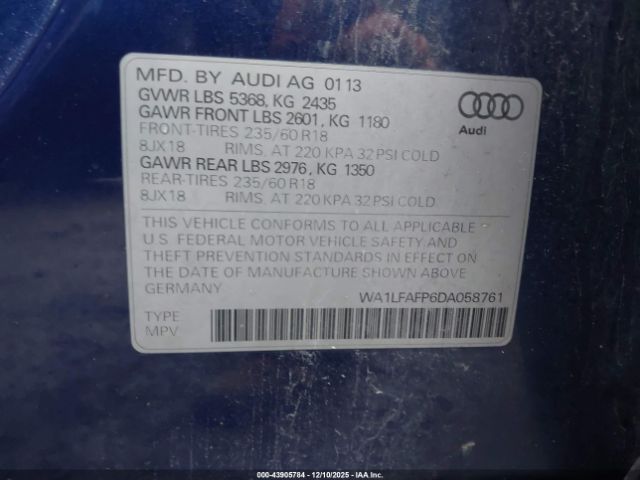 MFD. BY AUDI AG 01 13
GVWR LBS 5368, KG 2435
GAWR FRONT LBS 2601, KG 1180
FRONT-TIRES 235/60 R18
8JX18 RIMS, AT 220 KPA 32 PSI COLD
GAWR REAR LBS 2976, KG 1350
REAR-TIRES 235/60 R18
8JX18 RIMS, AT 220 KPA 32 PSI COLD
Audi
THIS VEHICLE CONFORMS TO ALL APPLICABLE
U.S. FEDERAL MOTOR VEHICLE SAFETY AND
THEFT PREVENTION STANDARDS IN EFFECT ON
THE DATE OF MANUFACTURE SHOWN ABOVE
GERMANY WA1LFAFP6DA058761
TYPE
MPV
000-43905784 - 12/10/2025 - IAA Inc.